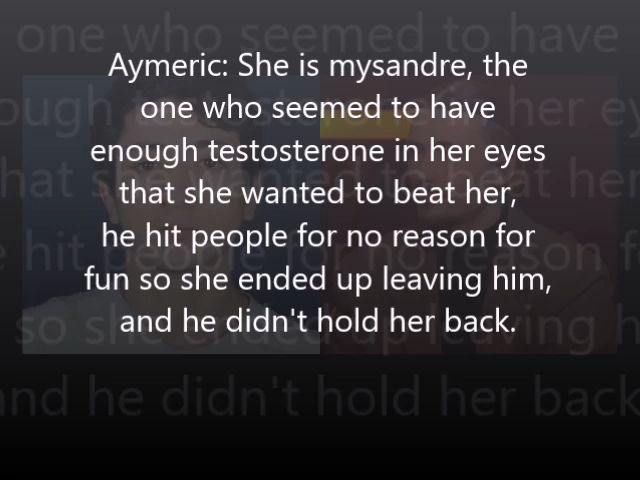 Aymeric: She is mysandre, the
one who seemed to have
enough testosterone in her eyes
that she wanted to beat her,
he hit people for no reason for
fun so she ended up leaving him,
and he didn't hold her back.